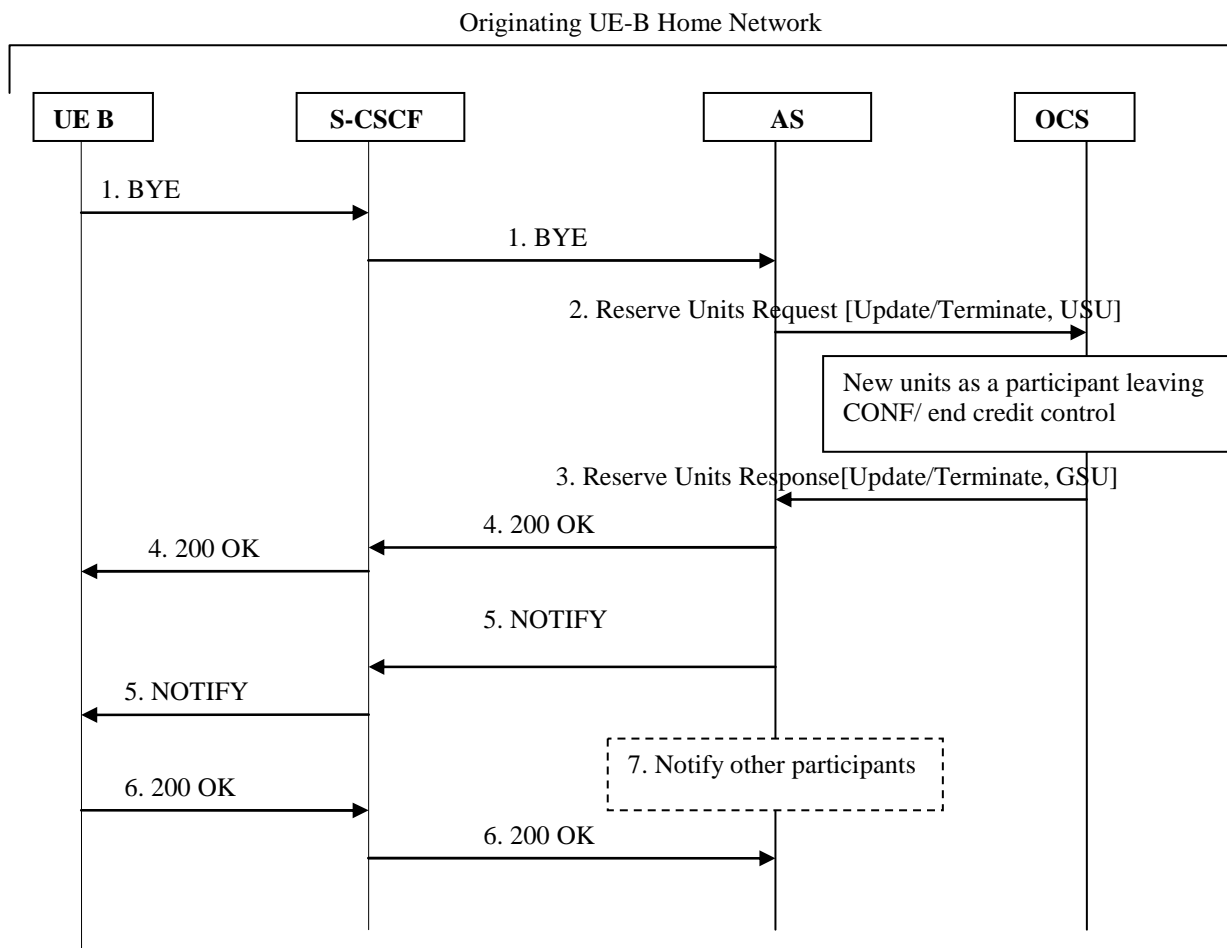 Originating UE-B Home Network
UE B
S-CSCF
AS
OCS
1. BYE
1. BYE
2. Reserve Units Request [Update/Terminate, USU]
New units as a participant leaving
CONF/ end credit control
3. Reserve Units Response[Update/Terminate, GSU]
4. 200 OK
4. 200 OK
5. NOTIFY
5. NOTIFY
7. Notify other participants
6. 200 OK
6. 200 OK